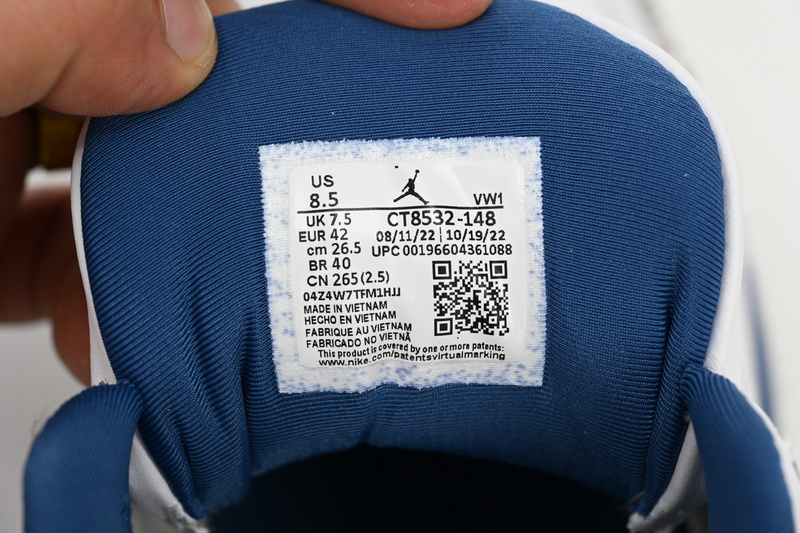 US
8.5 VW1
UK 7.5 CT8532-148
EUR 42 08/11/22 | 10/19/22
cm 26.5 UPC 00196604361088
BR 40
CN 265 (2.5)
04Z4W7TFM1HJJ
MADE IN VIETNAM
HECHO EN VIETNAM
FABRIQUE AU VIETNAM
FABRICADO NO VIETNÃ
This product is covered by one or more patents:
www.nike.com/patentsvirtualmarking